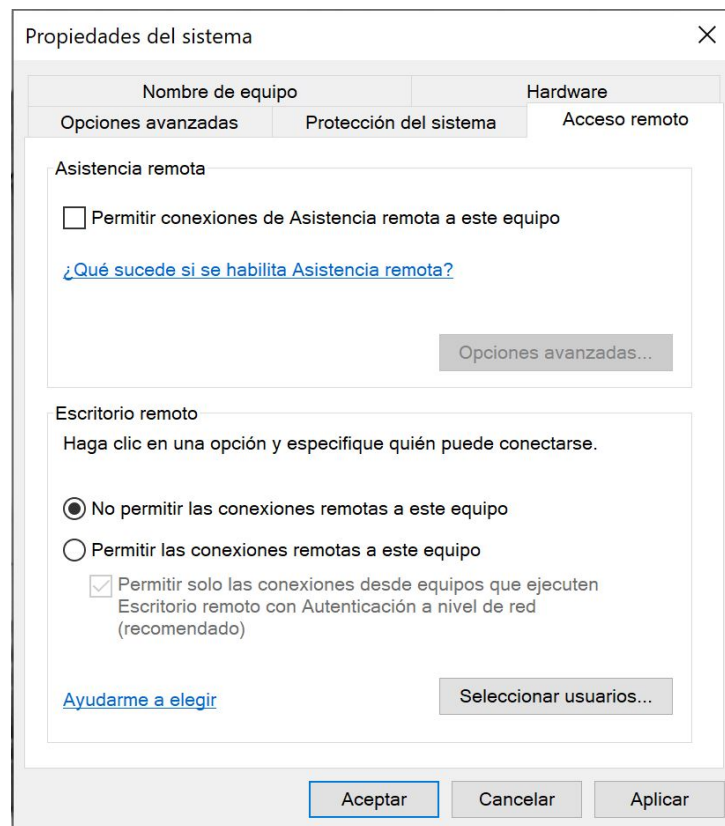 Propiedades del sistema
Nombre de equipo
Hardware
Opciones avanzadas
Protección del sistema
Acceso remoto
Asistencia remota
Permitir conexiones de Asistencia remota a este equipo
¿Qué sucede si se habilita Asistencia remota?
Opciones avanzadas...
Escritorio remoto
Haga clic en una opción y especifique quién puede conectarse.
No permitir las conexiones remotas a este equipo
Permitir las conexiones remotas a este equipo
Permitir solo las conexiones desde equipos que ejecuten
Escritorio remoto con Autenticación a nivel de red
(recomendado)
Ayudarme a elegir
Seleccionar usuarios...
Aceptar
Cancelar
Aplicar